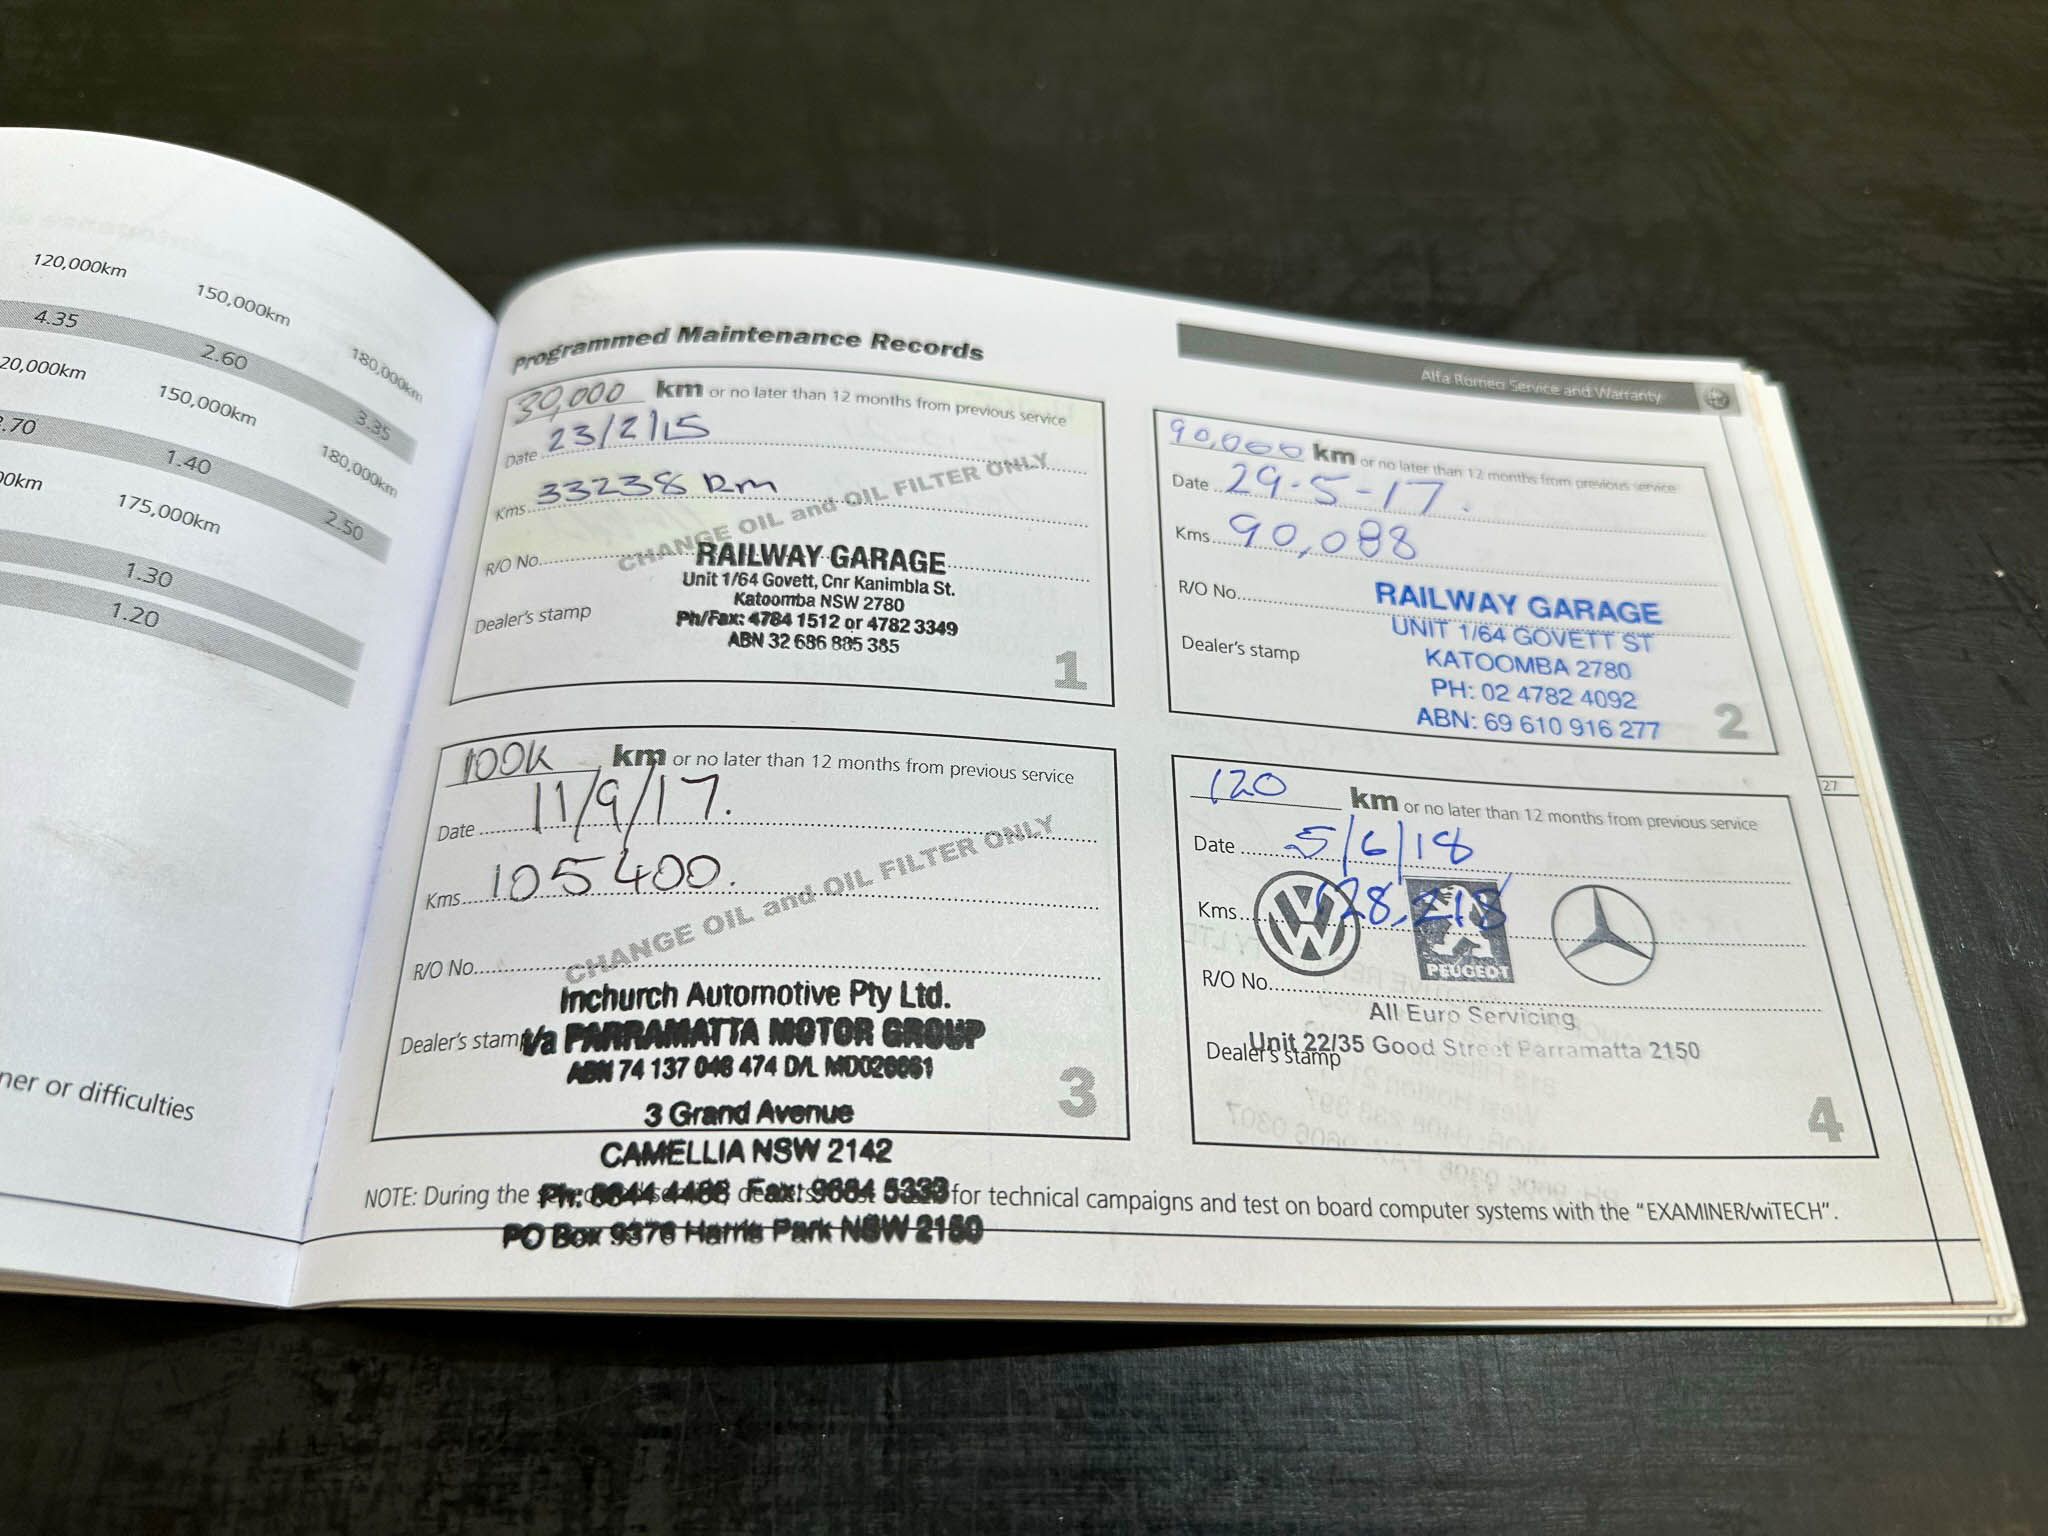 120,000km
150,000km
180,000km
4.35
2.60
3.35
20,000km
150,000km
180,000km
.70
1.40
2.50
00km
175,000km
1.30
1.20
ner or difficulties
Programmed Maintenance Records
Alfa Romeo Service and Warranty
30,000 km or no later than 12 months from previous service
Date 23/2/15
Kms 33238 km
CHANGE OIL and OIL FILTER ONLY
R/O No.
RAILWAY GARAGE
Unit 1/64 Govett, Cnr Kanimbla St.
Katoomba NSW 2780
Dealer's stamp
Ph/Fax: 4784 1512 or 4782 3349
ABN 32 686 885 385
1
90,000 km or no later than 12 months from previous service
Date 29-5-17.
Kms 90,088
R/O No.
RAILWAY GARAGE
UNIT 1/64 GOVETT ST
Dealer's stamp
KATOOMBA 2780
PH: 02 4782 4092
ABN: 69 610 916 277
2
100K km or no later than 12 months from previous service
Date 11/9/17.
Kms 105400.
CHANGE OIL and OIL FILTER ONLY
R/O No.
Inchurch Automotive Pty Ltd.
Dealer's stamp
t/a PARRAMATTA MOTOR GROUP
ABN 74 137 046 474 D/L
3 Grand Avenue
CAMELLIA NSW 2142
3
120 km or no later than 12 months from previous service
Date 5/6/18
Kms 128,218
PEUGEOT
R/O No.
All Euro Servicing
Unit 22/35 Good Street Parramatta 2150
Dealer's stamp
4
27
NOTE: During the
for technical campaigns and test on board computer systems with the "EXAMINER/wiTECH".
Ph: 8844 4488 Fax: 9684 5333
PO Box 9376 Harris Park NSW 2150